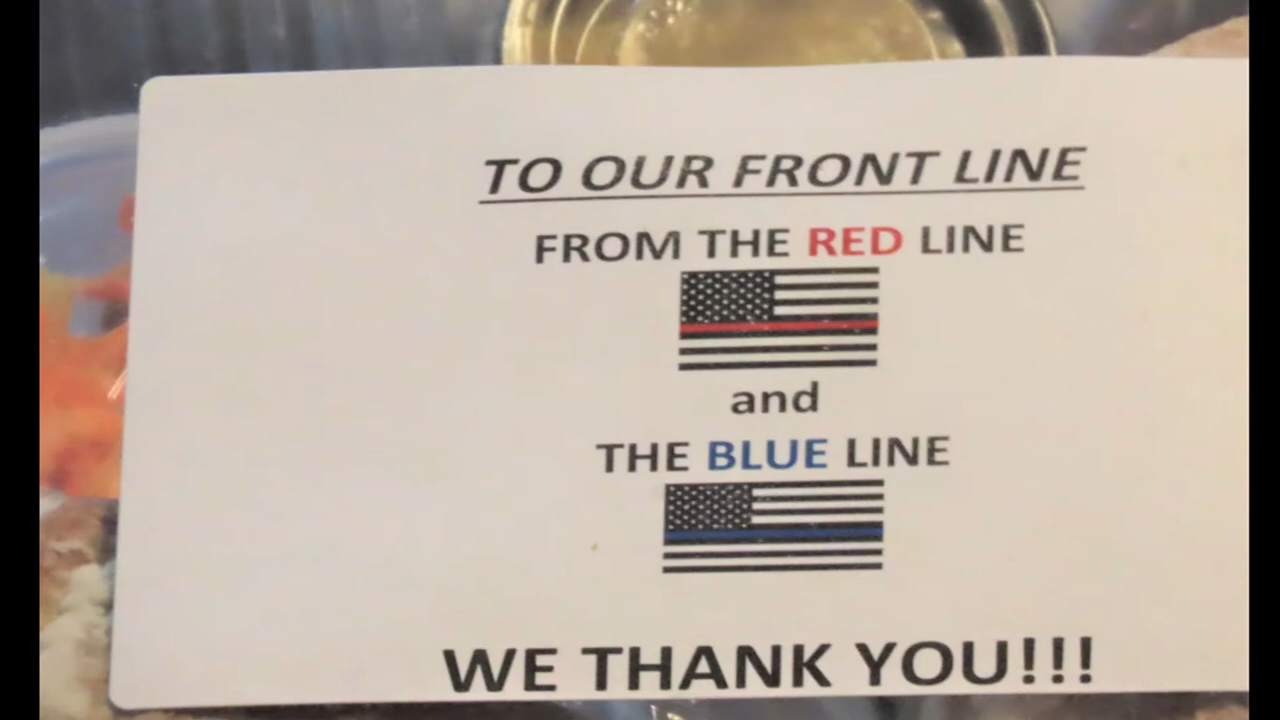 TO OUR FRONT LINE
FROM THE RED LINE
and
THE BLUE LINE
WE THANK YOU!!!